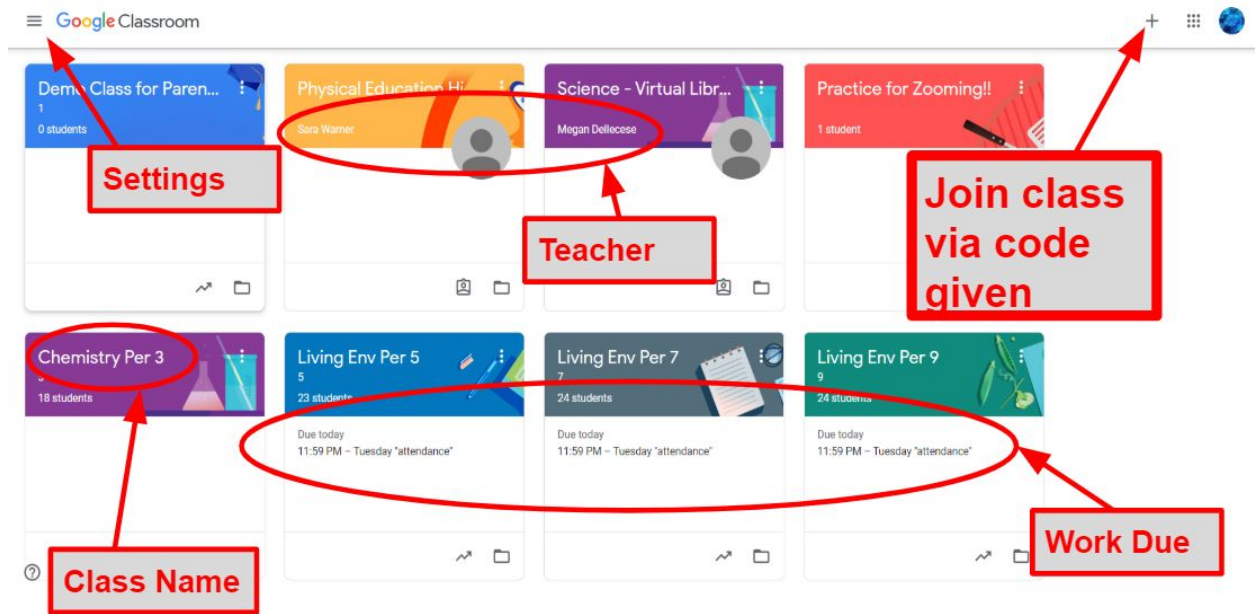 Google Classroom
Demo Class for Paren...
1
0 students
Physical Education Hi
Sara Warner
Science - Virtual Libr...
Megan Dellecese
Practice for Zooming!!
1 student
Settings
Teacher
Join class
via code
given
Chemistry Per 3
18 students
Living Env Per 5
5
23 students
Due today
11:59 PM – Tuesday "attendance"
Living Env Per 7
7
24 students
Due today
11:59 PM – Tuesday "attendance"
Living Env Per 9
9
24 students
Due today
11:59 PM – Tuesday "attendance"
Class Name
Work Due